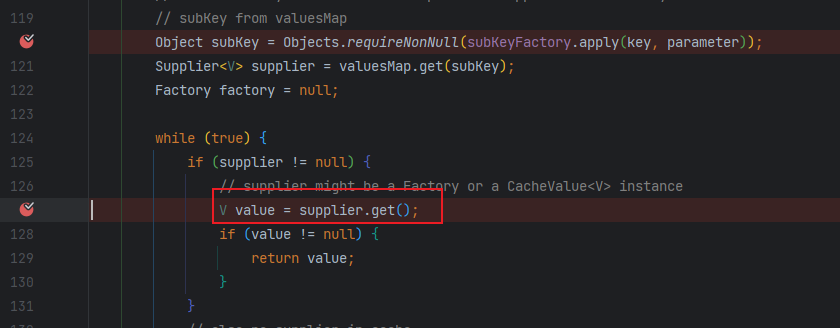 119 // subKey from valuesMap
Object subKey = Objects.requireNonNull(subKeyFactory.apply(key, parameter));
121 Supplier<V> supplier = valuesMap.get(subKey);
122 Factory factory = null;
123
124 while (true) {
125 if (supplier != null) {
126 // supplier might be a Factory or a CacheValue<V> instance
V value = supplier.get();
128 if (value != null) {
129 return value;
130 }
131 }